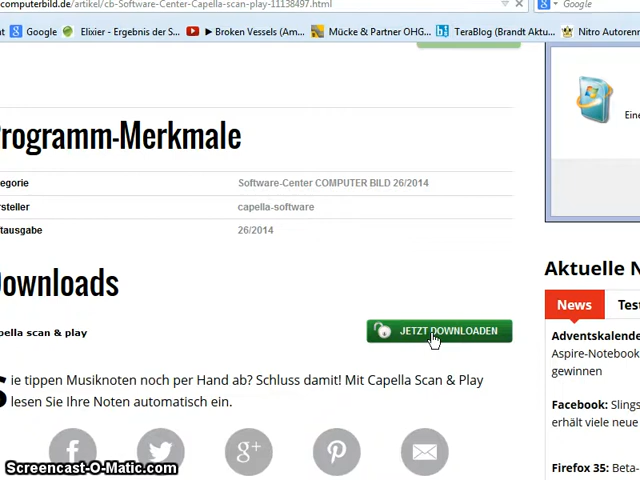 computerbild.de/artikel/cb-Software-Center-Capella-scan-play-11138497.html
Google
Google
Elixier - Ergebnis der S...
Broken Vessels (Am...
Mücke & Partner OHG...
TeraBlog (Brandt Aktu...
Nitro Autorenn
Eine
rogramm-Merkmale
egorie
Software-Center COMPUTER BILD 26/2014
rsteller
capella-software
ftausgabe
26/2014
ownloads
pella scan & play
JETZT DOWNLOADEN
Sie tippen Musiknoten noch per Hand ab? Schluss damit! Mit Capella Scan & Play
lesen Sie Ihre Noten automatisch ein.
Aktuelle N
News
Tes
Adventskalende
Aspire-Notebook
gewinnen
Facebook: Slings
erhält viele neue
Firefox 35: Beta-
g+
Screencast-O-Matic.com